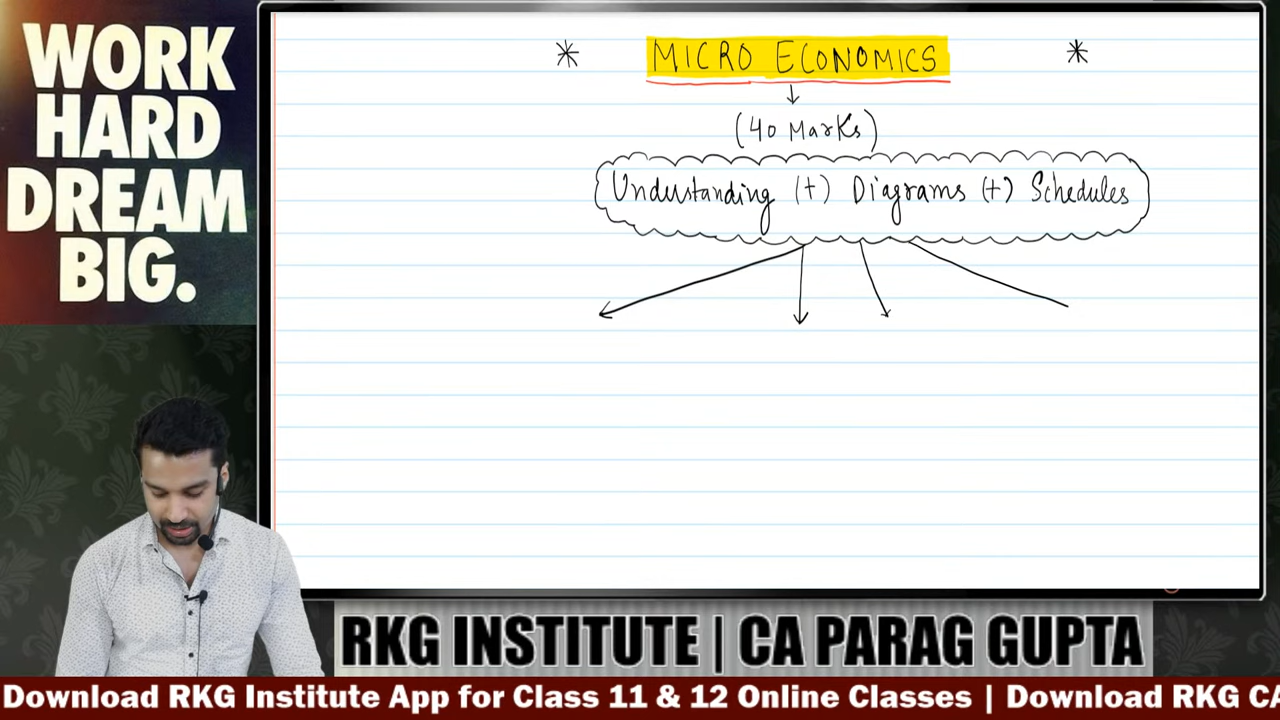 WORK
HARD
DREAM
BIG.
* MICRO ECONOMICS *
(40 Marks)
Understanding (+) Diagrams (+) Schedules
RKG INSTITUTE | CA PARAG GUPTA
Download RKG Institute App for Class 11 & 12 Online Classes | Download RKG CA